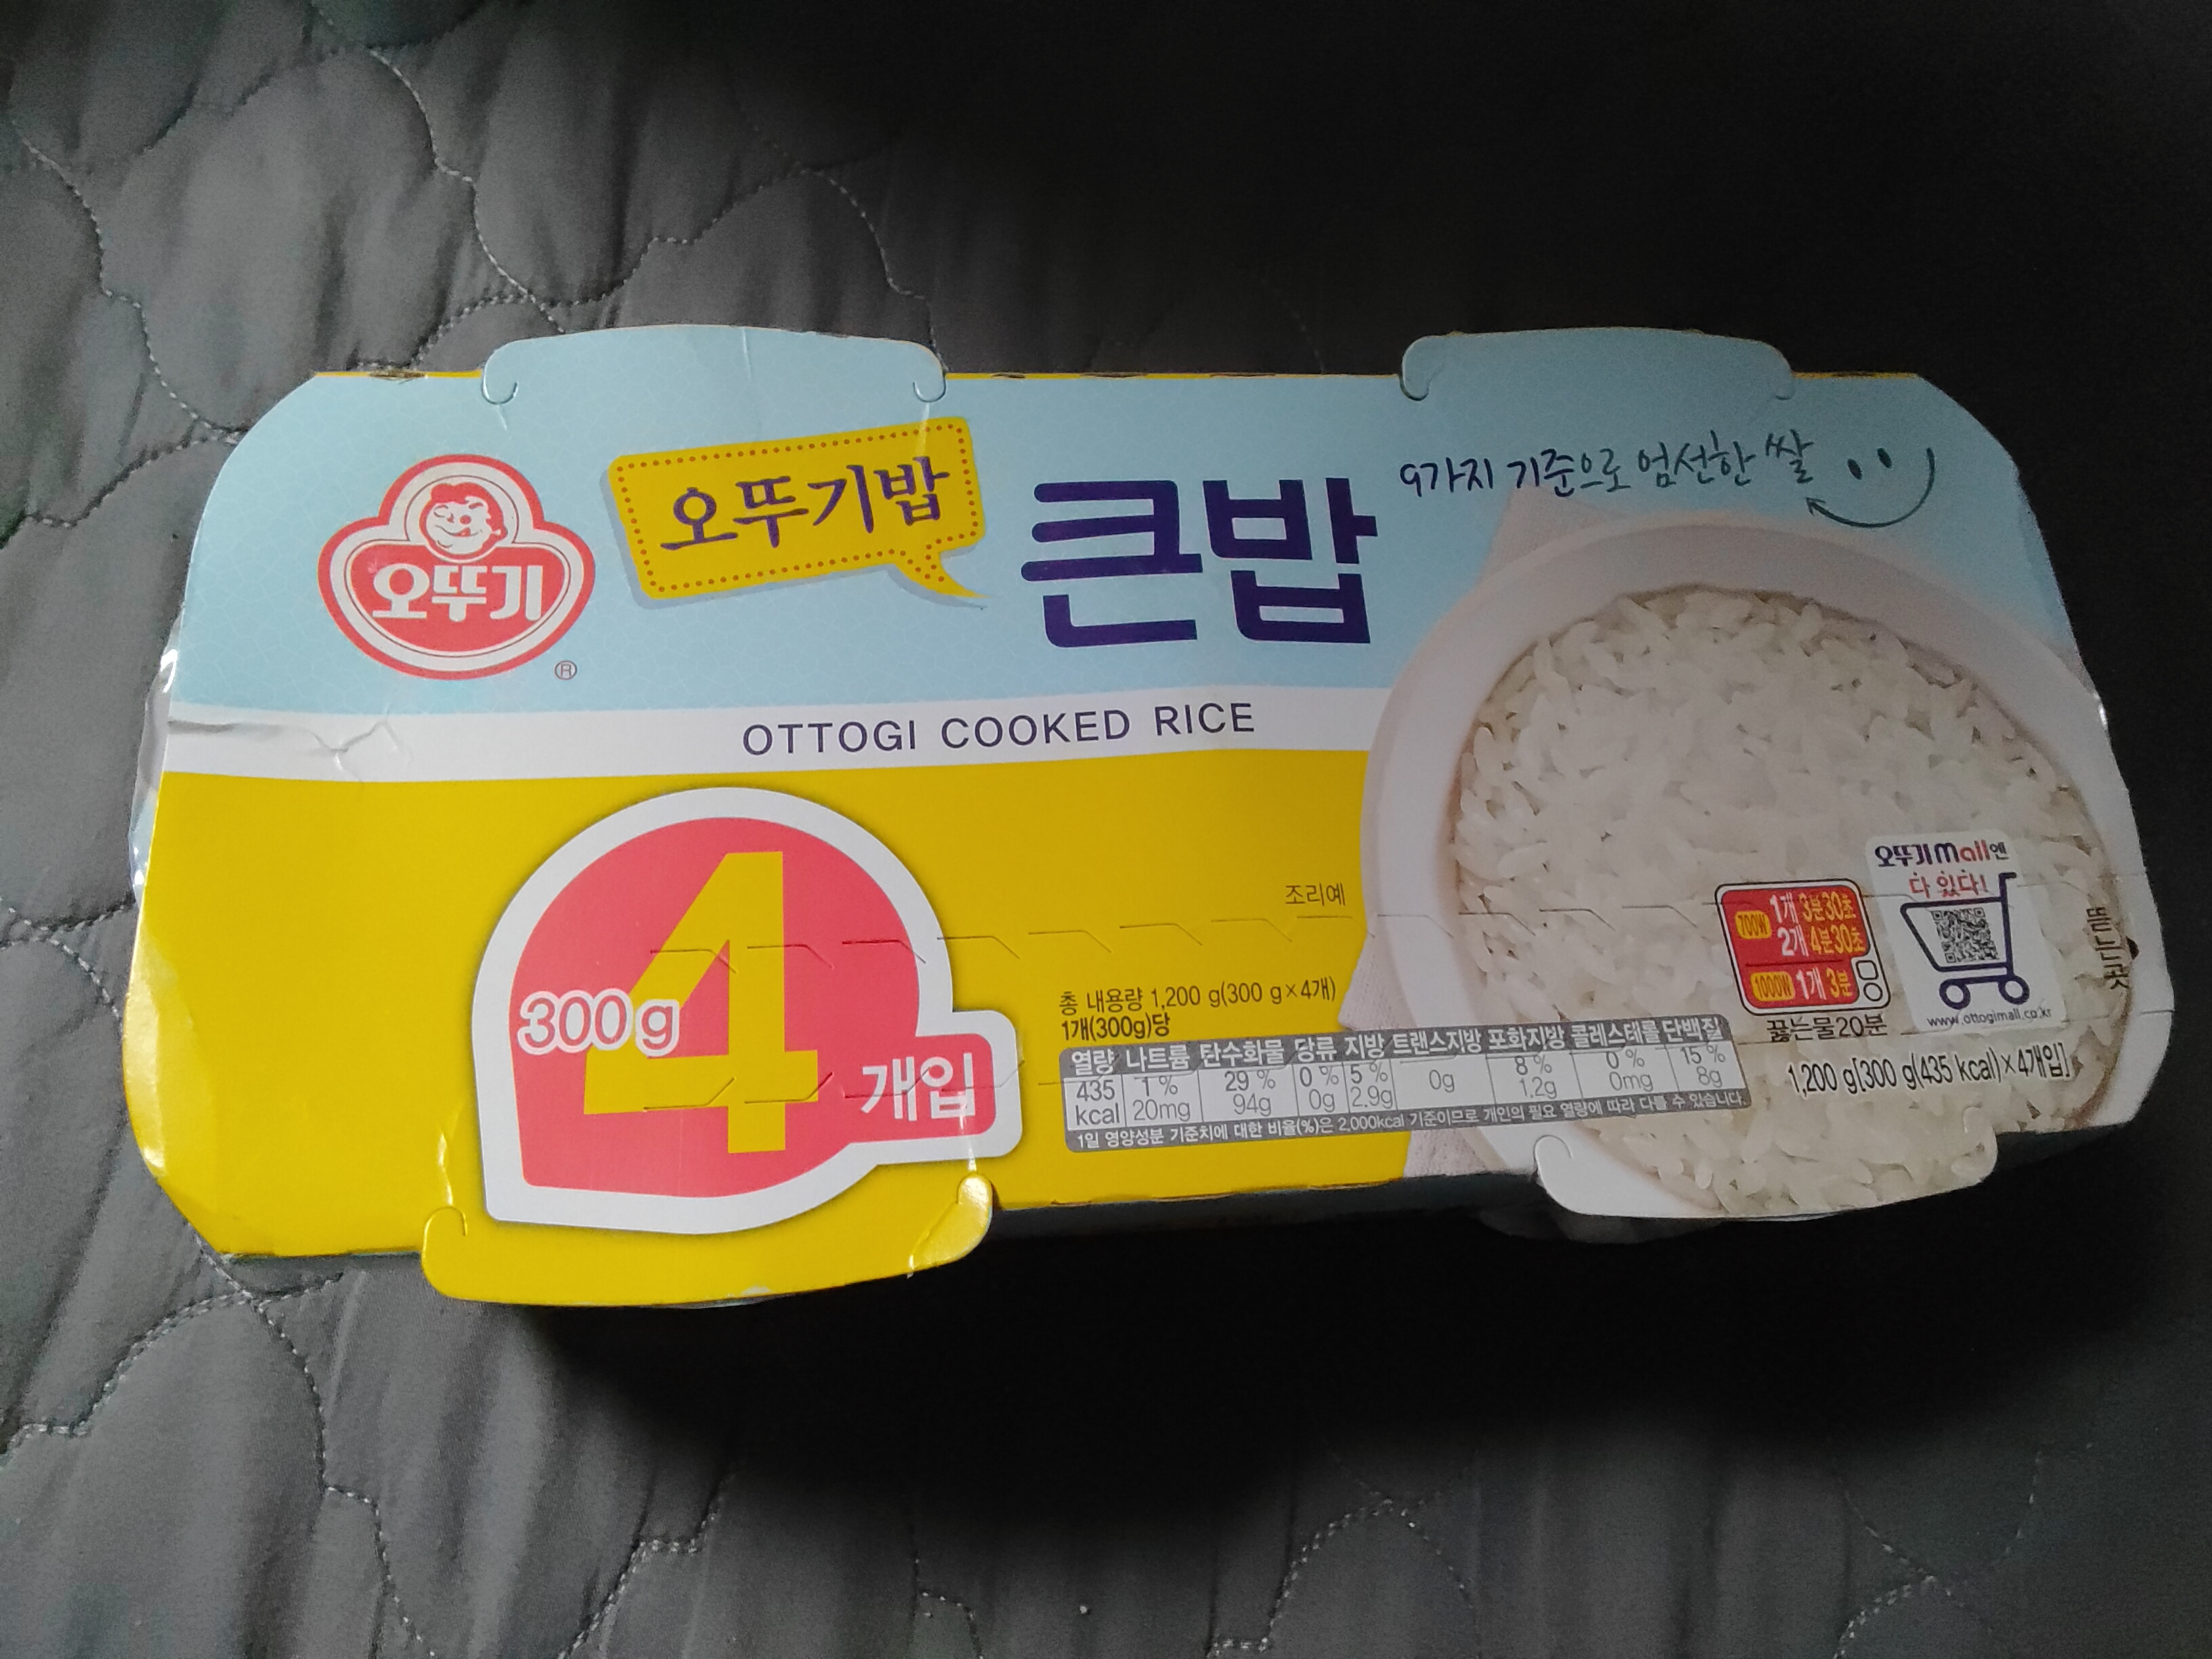 오뚜기
®
오뚜기밥
큰밥
9가지 기준으로 엄선한 쌀
OTTOGI COOKED RICE
300g
4
개입
조리예
총 내용량 1,200 g(300 g×4개)
1개(300g)당
열량 나트륨 탄수화물 당류 지방 트랜스지방 포화지방 콜레스테롤 단백질
435 1 % 29 % 0 % 5 % 0g 8 % 0 % 15 %
kcal 20mg 94g 0g 2.9g 1.2g 0mg 8g
1일 영양성분 기준치에 대한 비율(%)은 2,000kcal 기준이므로 개인의 필요 열량에 따라 다를 수 있습니다.
700W 1개 3분30초
2개 4분30초
1000W 1개 3분
끓는물20분
오뚜기mall엔
다 있다!
www.ottogimall.co.kr
1,200 g[300 g(435 kcal)×4개입]
뜯는곳